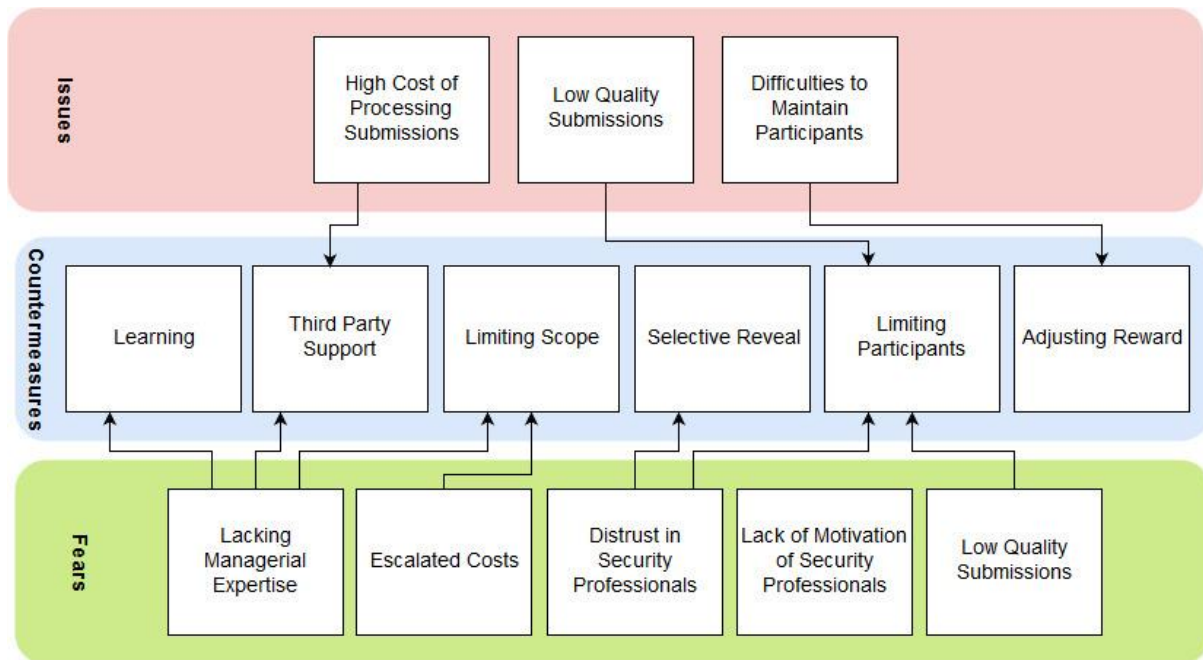 Issues
High Cost of
Processing
Submissions
Low Quality
Submissions
Difficulties to
Maintain
Participants
Countermeasures
Learning
Third Party
Support
Limiting Scope
Selective Reveal
Limiting
Participants
Adjusting Reward
Fears
Lacking
Managerial
Expertise
Escalated Costs
Distrust in
Security
Professionals
Lack of Motivation
of Security
Professionals
Low Quality
Submissions